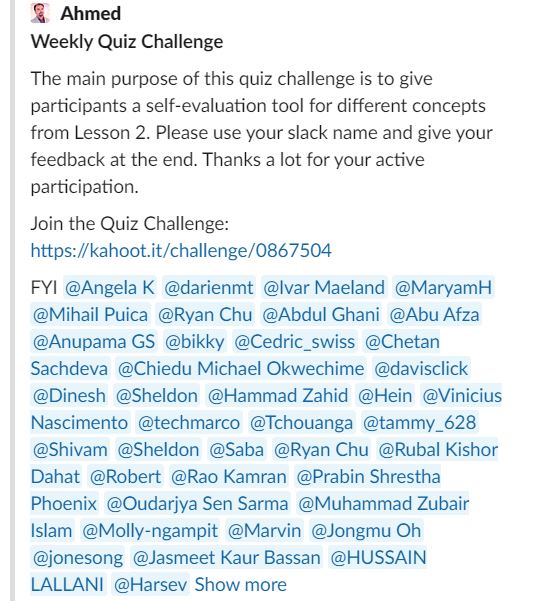 Ahmed
Weekly Quiz Challenge
The main purpose of this quiz challenge is to give
participants a self-evaluation tool for different concepts
from Lesson 2. Please use your slack name and give your
feedback at the end. Thanks a lot for your active
participation.
Join the Quiz Challenge:
https://kahoot.it/challenge/0867504
FYI @Angela K @darienmt @Ivar Maeland @MaryamH
@Mihail Puica @Ryan Chu @Abdul Ghani @Abu Afza
@Anupama GS @bikky @Cedric_swiss @Chetan
Sachdeva @Chiedu Michael Okwechime @davisclick
@Dinesh @Sheldon @Hammad Zahid @Hein @Vinicius
Nascimento @techmarco @Tchouanga @tammy_628
@Shivam @Sheldon @Saba @Ryan Chu @Rubal Kishor
Dahat @Robert @Rao Kamran @Prabin Shrestha
Phoenix @Oudarjya Sen Sarma @Muhammad Zubair
Islam @Molly-ngampit @Marvin @Jongmu Oh
@jonesong @Jasmeet Kaur Bassan @HUSSAIN
LALLANI @Harsev Show more